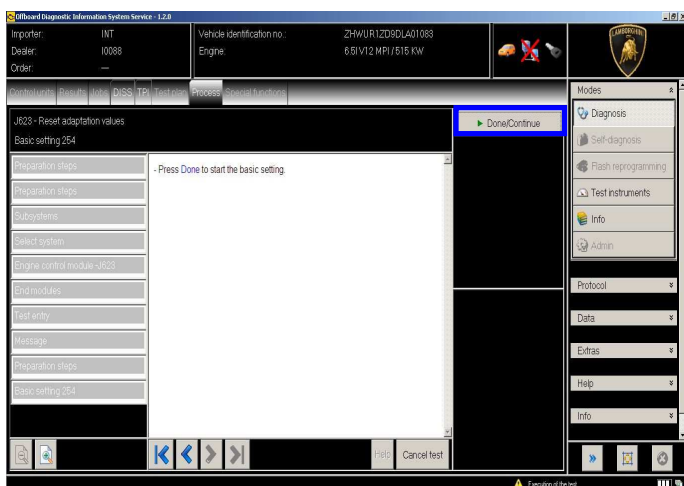 Offboard Diagnostic Information System Service - 1.2.0
Importer: INT
Dealer: I0088
Order: —
Vehicle identification no.: ZHWUR1ZD9DLA01083
Engine: 6.5l V12 MPI / 515 KW
LAMBORGHINI
Control units Results Jobs DISS TPI Test plan Process Special functions
J623 - Reset adaptation values
Basic setting 254
Preparation steps
Preparation steps
Subsystems
Select system
Engine control module -J623
End modules
Test entry
Message
Preparation steps
Basic setting 254
- Press Done to start the basic setting.
Help
Cancel test
Done/Continue
Modes
Diagnosis
Self-diagnosis
Flash reprogramming
Test instruments
Info
Admin
Protocol
Data
Extras
Help
Info
Execution of the test